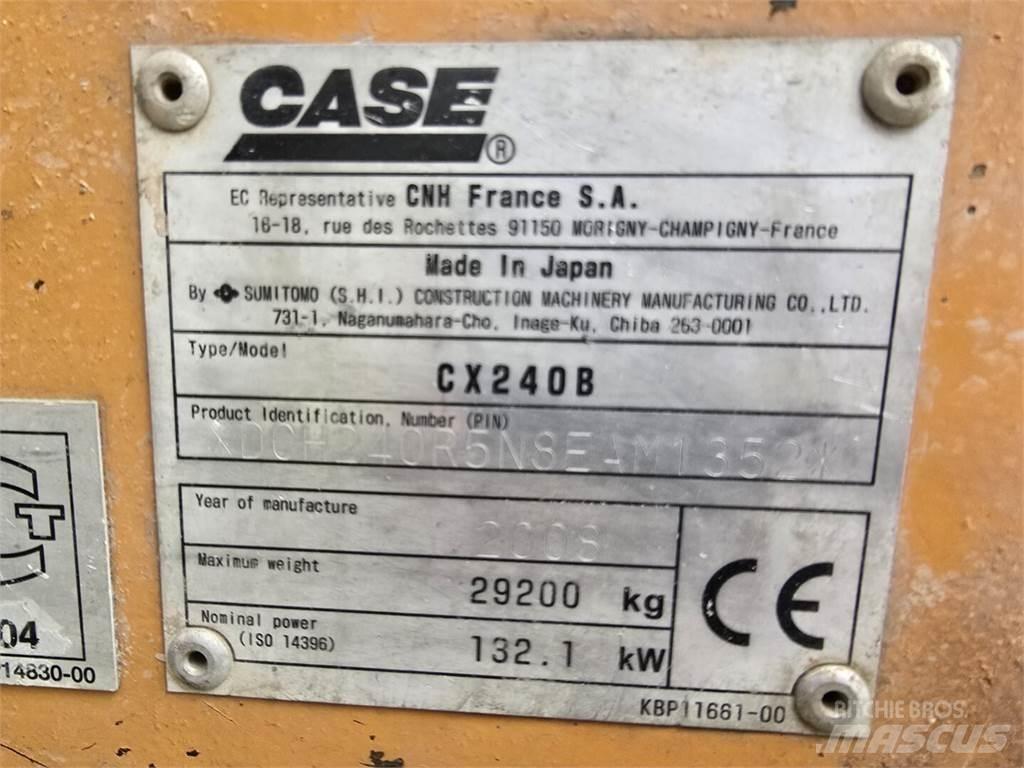 CASE
®
EC Representative CNH France S.A.
16-18, rue des Rochettes 91150 MORIGNY-CHAMPIGNY-France
Made In Japan
By SUMITOMO (S.H.I.) CONSTRUCTION MACHINERY MANUFACTURING CO.,LTD.
731-1, Naganumahara-Cho, Inage-Ku, Chiba 263-0001
Type/Model
CX240B
Product Identification, Number (PIN)
Year of manufacture
2008
Maximum weight
29200 kg
Nominal power
(ISO 14396)
132.1 kW
CE
KBP11661-00
04
14830-00
RITCHIE BROS.
MASCUS